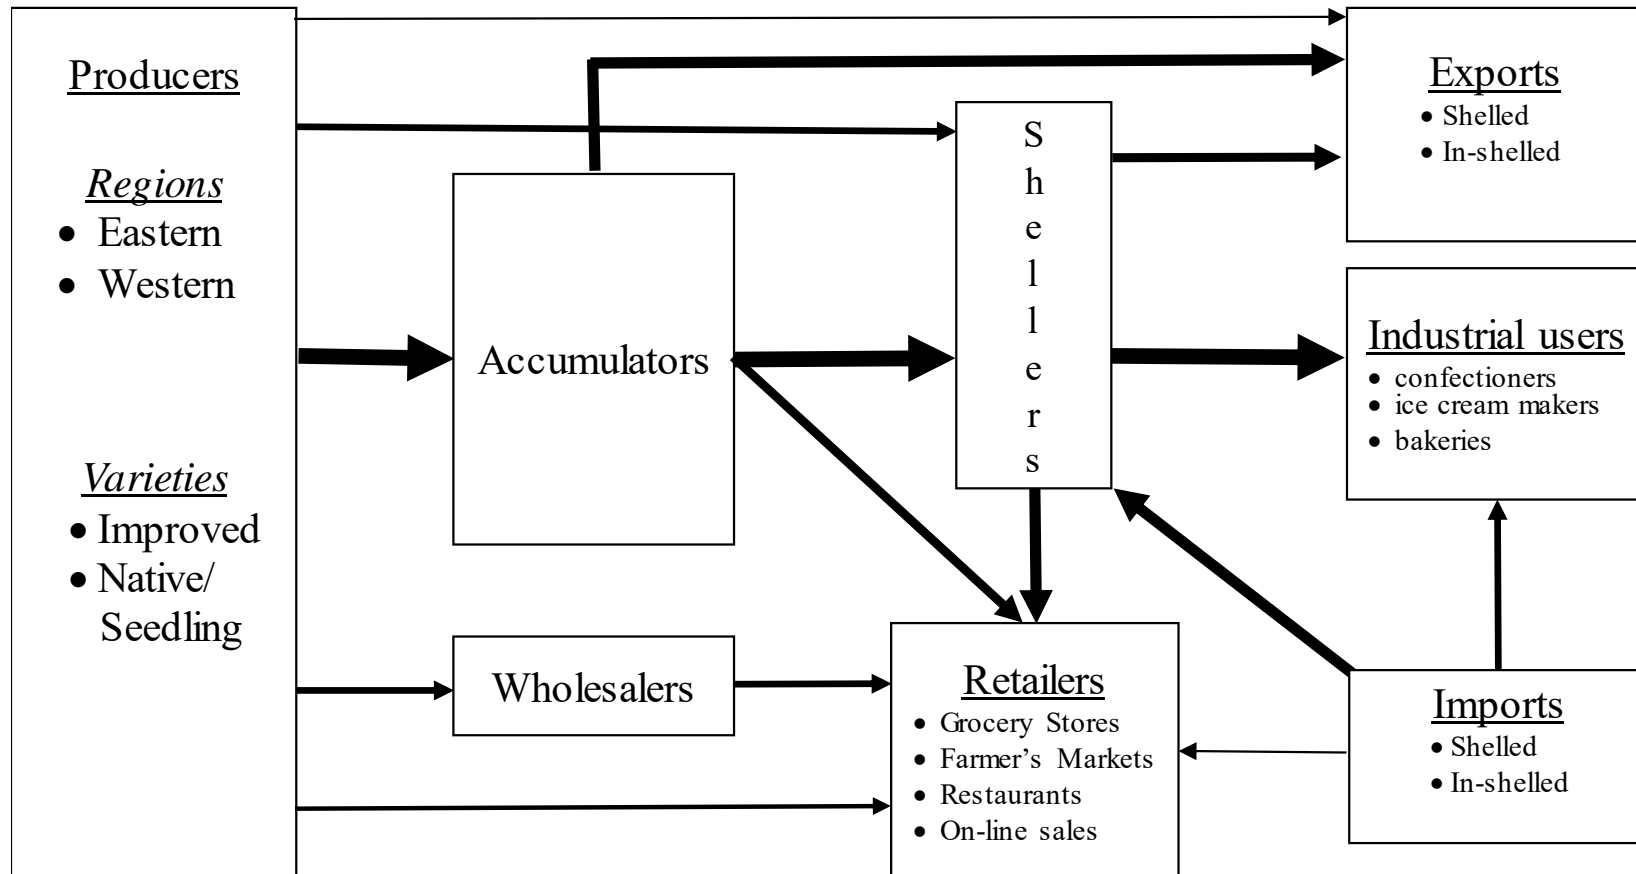 Producers
Regions
• Eastern
• Western
Varieties
• Improved
• Native/
Seedling
Accumulators
Wholesalers
S
h
e
l
l
e
r
s
Retailers
• Grocery Stores
• Farmer’s Markets
• Restaurants
• On-line sales
Exports
• Shelled
• In-shelled
Industrial users
• confectioners
• ice cream makers
• bakeries
Imports
• Shelled
• In-shelled